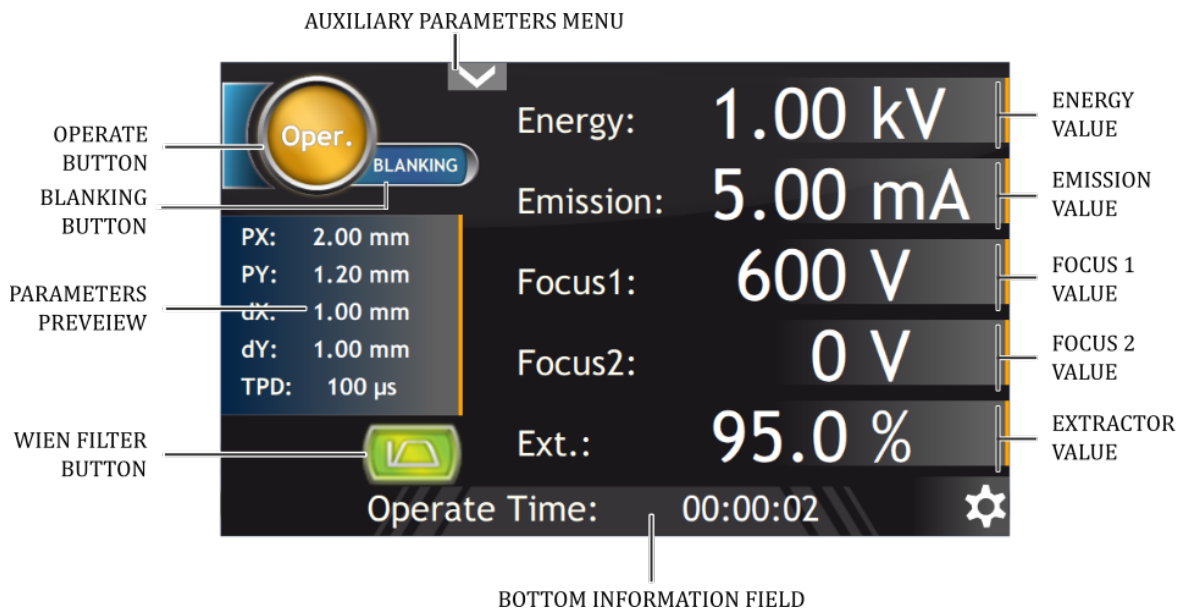 AUXILIARY PARAMETERS MENU
OPERATE
BUTTON
BLANKING
BUTTON
PARAMETERS
PREVEIEW
WIEN FILTER
BUTTON
Oper.
BLANKING
PX: 2.00 mm
PY: 1.20 mm
dX: 1.00 mm
dY: 1.00 mm
TPD: 100 µs
Energy: 1.00 kV
Emission: 5.00 mA
Focus1: 600 V
Focus2: 0 V
Ext.: 95.0 %
Operate Time: 00:00:02
ENERGY
VALUE
EMISSION
VALUE
FOCUS 1
VALUE
FOCUS 2
VALUE
EXTRACTOR
VALUE
BOTTOM INFORMATION FIELD